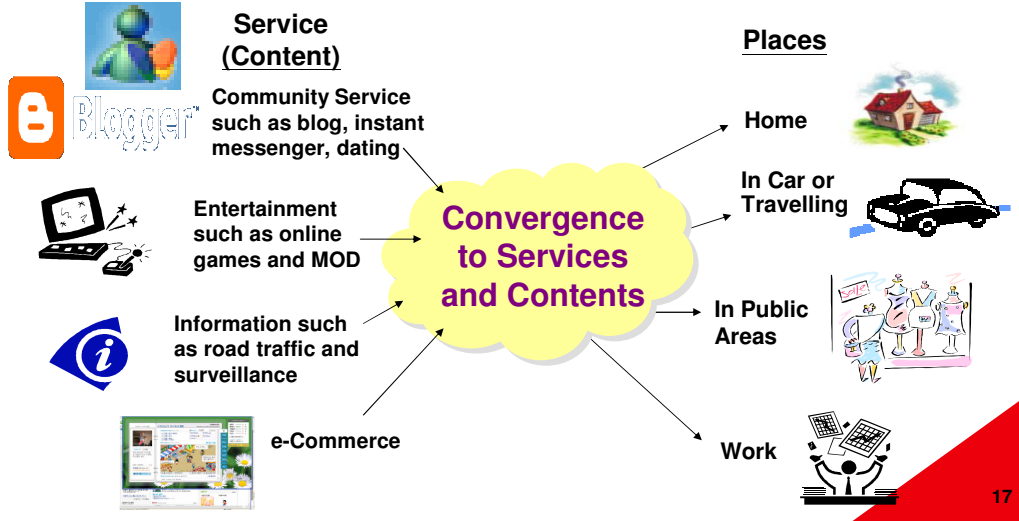 Service
(Content)
Places
Blogger
Community Service
such as blog, instant
messenger, dating
Entertainment
such as online
games and MOD
Information such
as road traffic and
surveillance
e-Commerce
Convergence
to Services
and Contents
Home
In Car or
Travelling
In Public
Areas
Work
17